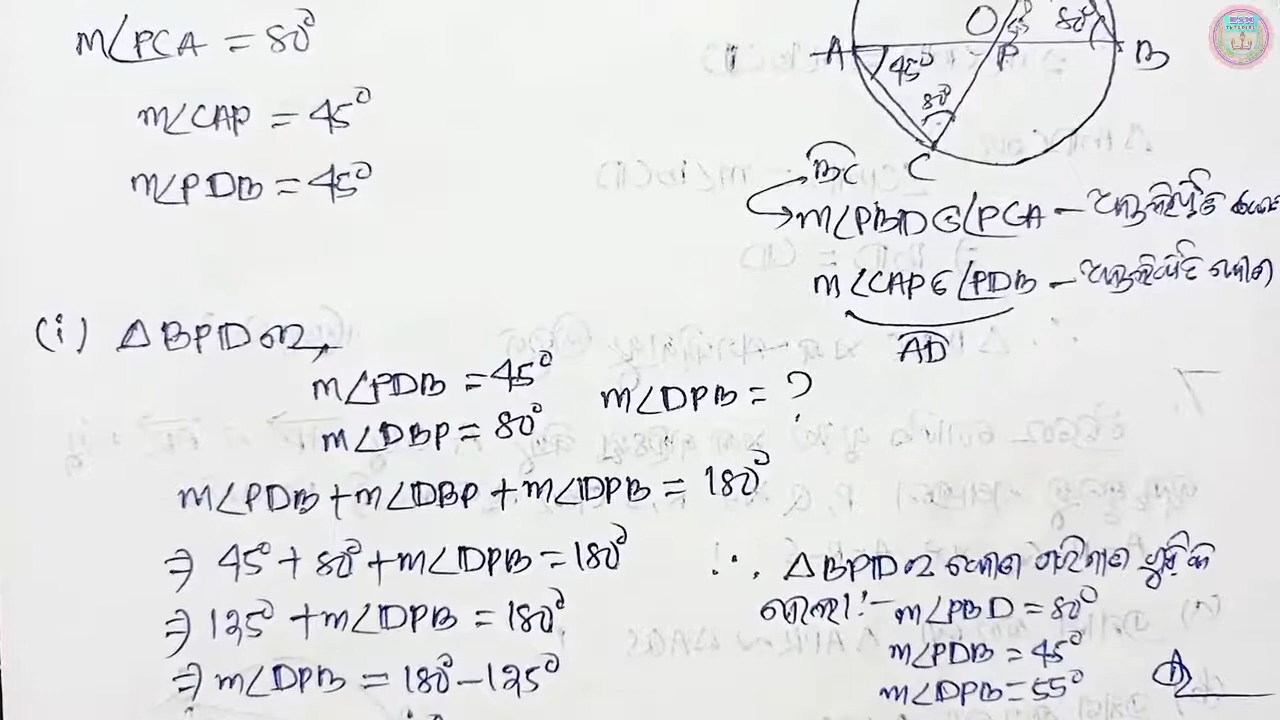 m∠PCA = 80°
m∠CAP = 45°
m∠PDB = 45°
O 55 80°
A 45° P B
80°
BC C
m∠PBD ଓ ∠PCA –
m∠CAP ଓ ∠PDB –
AD
(i) △BPD ରେ,
m∠PDB = 45° m∠DPB = ?
m∠DBP = 80°
m∠PDB + m∠DBP + m∠DPB = 180°
⇒ 45° + 80° + m∠DPB = 180°
⇒ 125° + m∠DPB = 180°
⇒ m∠DPB = 180° – 125°
∴ △BPD ର କୋଣ ପରିମାଣ ଗୁଡ଼ିକ
ହେଲା :– m∠PBD = 80°
m∠PDB = 45°
m∠DPB = 55°